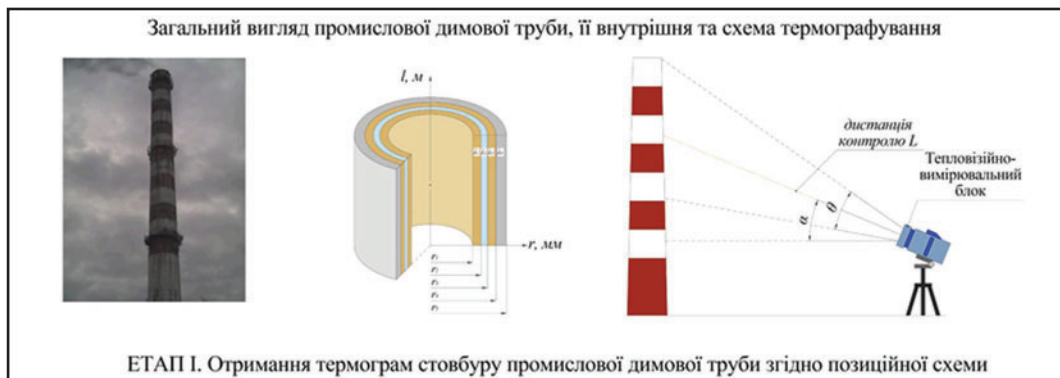 Загальний вигляд промислової димової труби, її внутрішня та схема термографування
l, м
r, мм
дистанція
контролю L
Тепловізійно-
вимірювальний
блок
α
θ
ЕТАП I. Отримання термограм стовбуру промислової димової труби згідно позиційної схеми